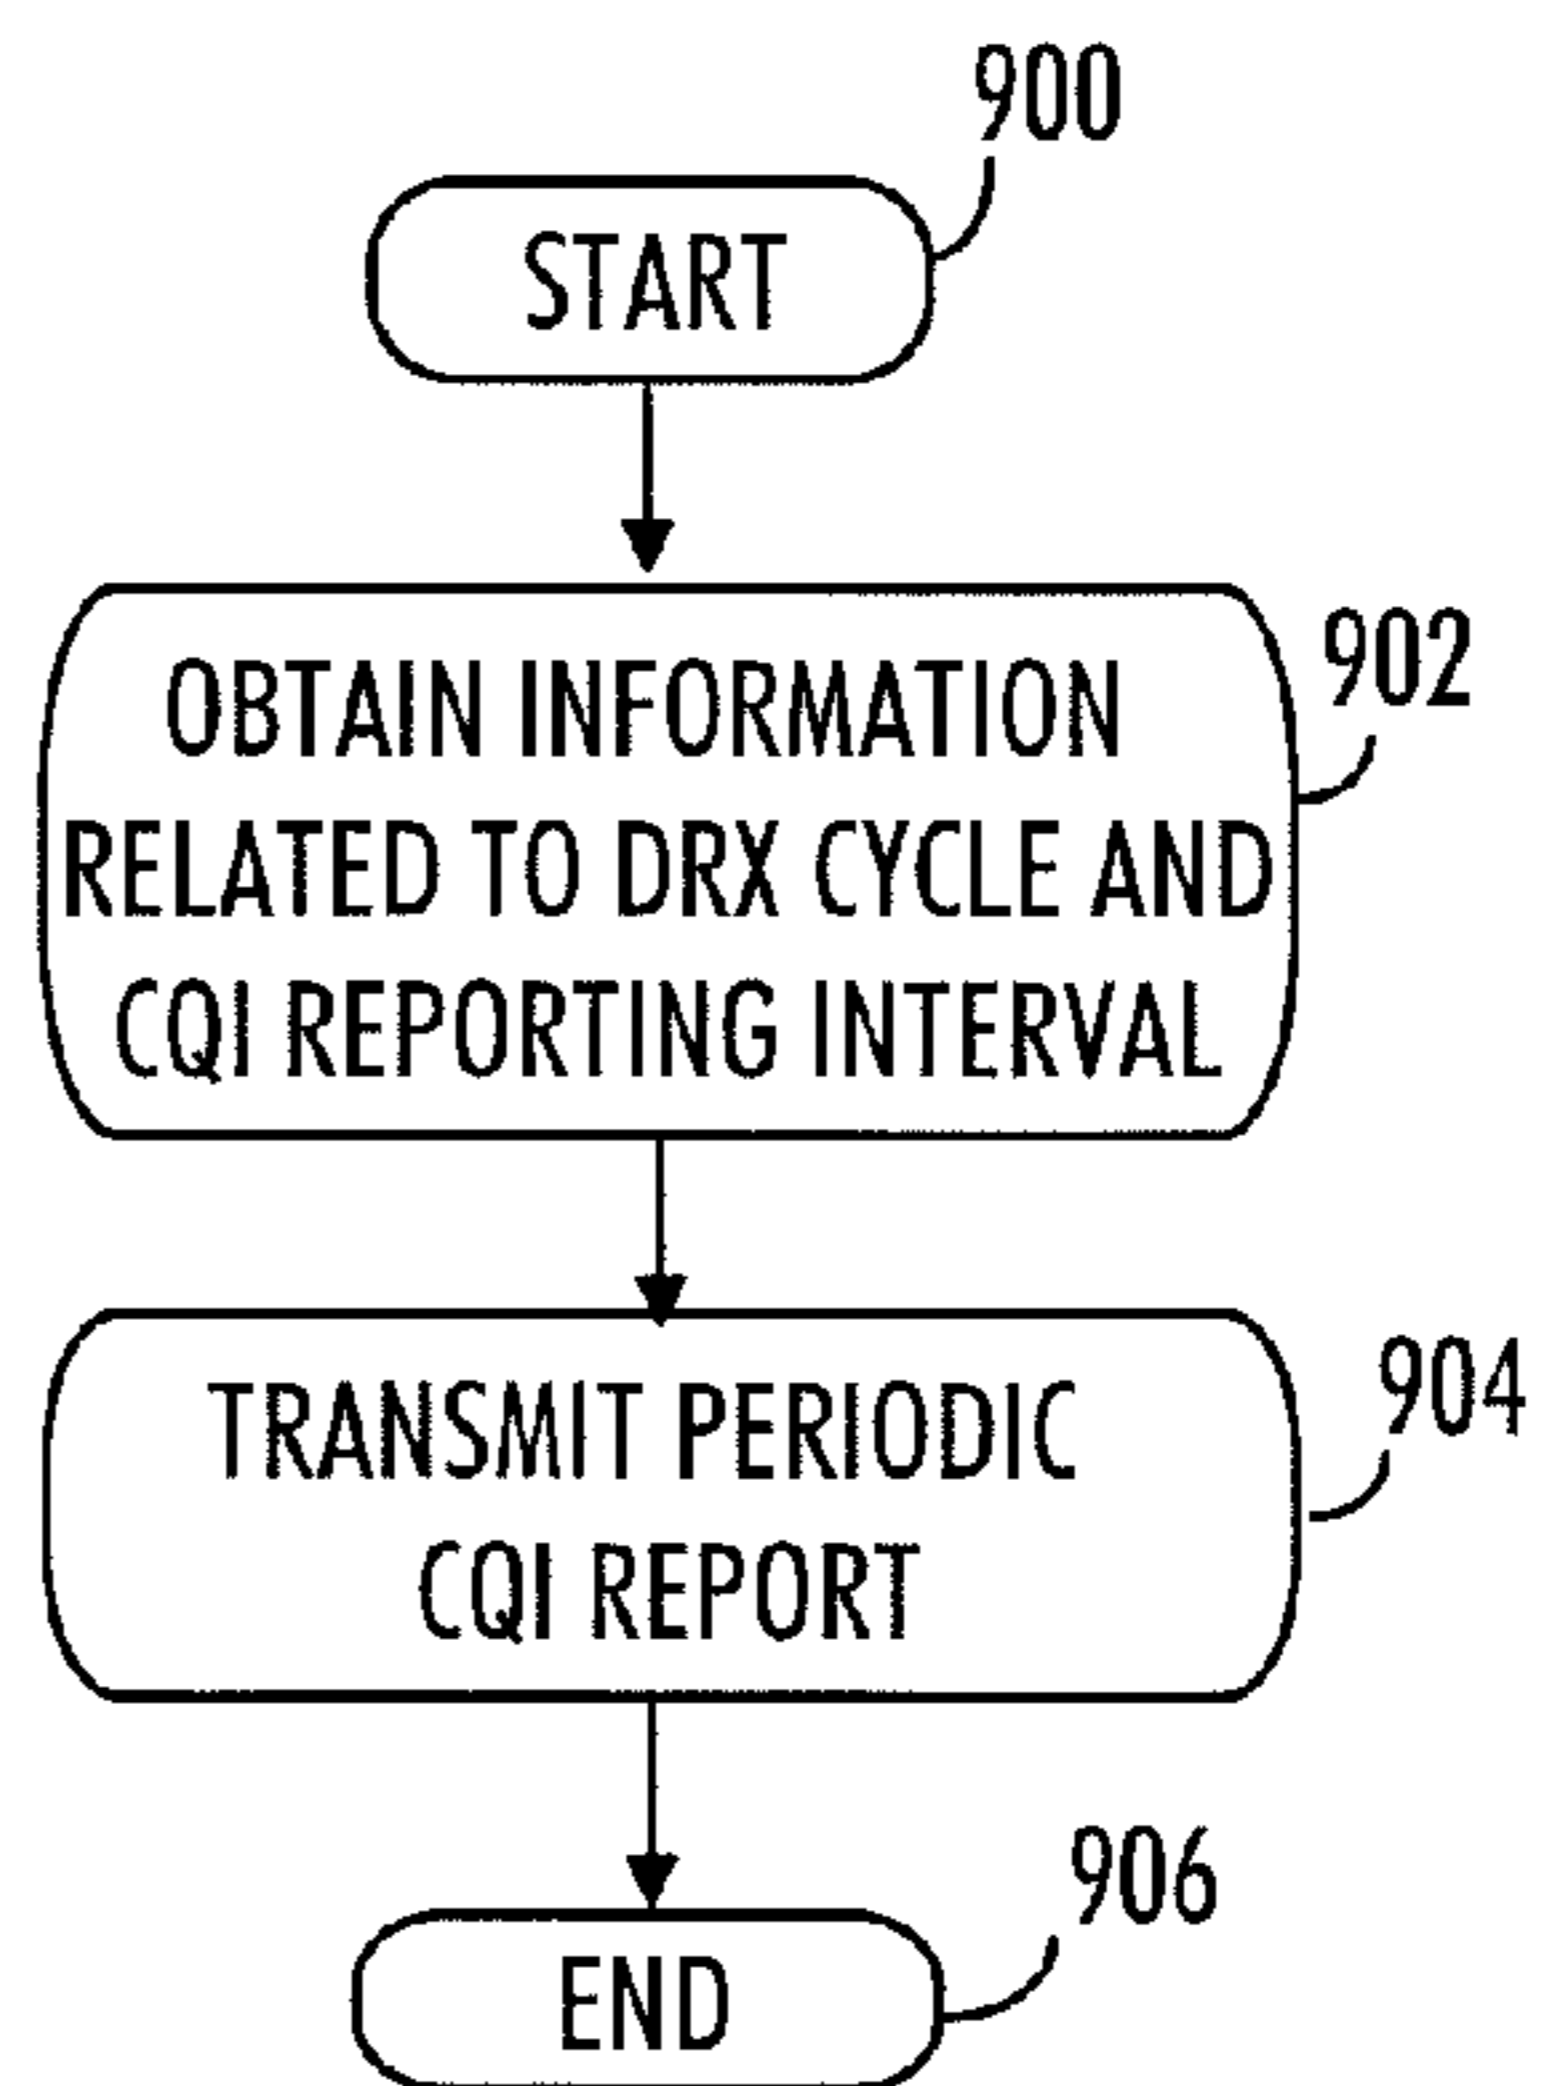 900
START
902
OBTAIN INFORMATION
RELATED TO DRX CYCLE AND
CQI REPORTING INTERVAL
904
TRANSMIT PERIODIC
CQI REPORT
906
END